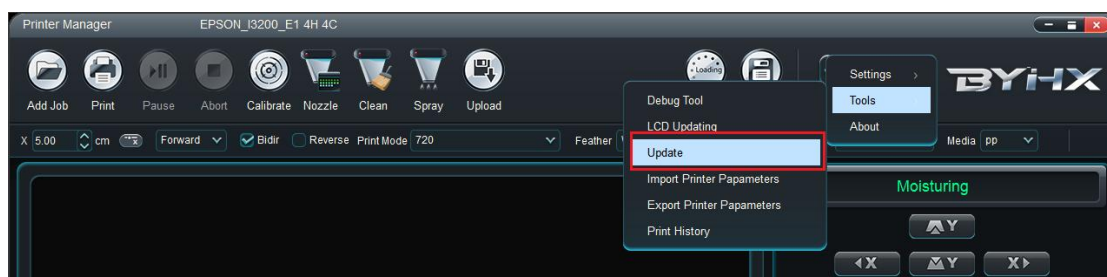 Printer Manager EPSON_I3200_E1 4H 4C
Loading
Add Job Print Pause Abort Calibrate Nozzle Clean Spray Upload
Settings
Tools
About
BYHX
Debug Tool
LCD Updating
Update
Import Printer Papameters
Export Printer Papameters
Print History
X 5.00 cm Forward Bidir Reverse Print Mode 720 Feather Media pp
Moisturing
Y
X Y X